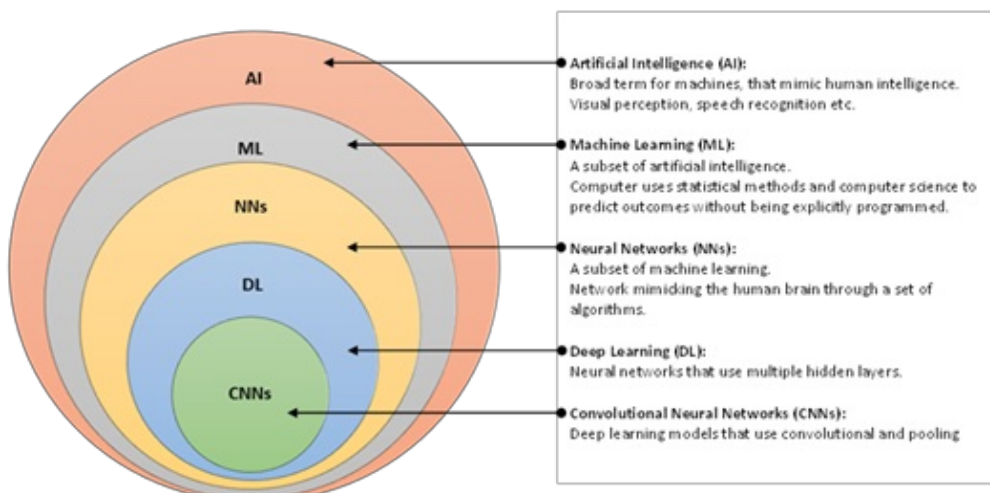 AI
ML
NNs
DL
CNNs
Artificial Intelligence (AI):
Broad term for machines, that mimic human intelligence.
Visual perception, speech recognition etc.
Machine Learning (ML):
A subset of artificial intelligence.
Computer uses statistical methods and computer science to
predict outcomes without being explicitly programmed.
Neural Networks (NNs):
A subset of machine learning.
Network mimicking the human brain through a set of
algorithms.
Deep Learning (DL):
Neural networks that use multiple hidden layers.
Convolutional Neural Networks (CNNs):
Deep learning models that use convolutional and pooling